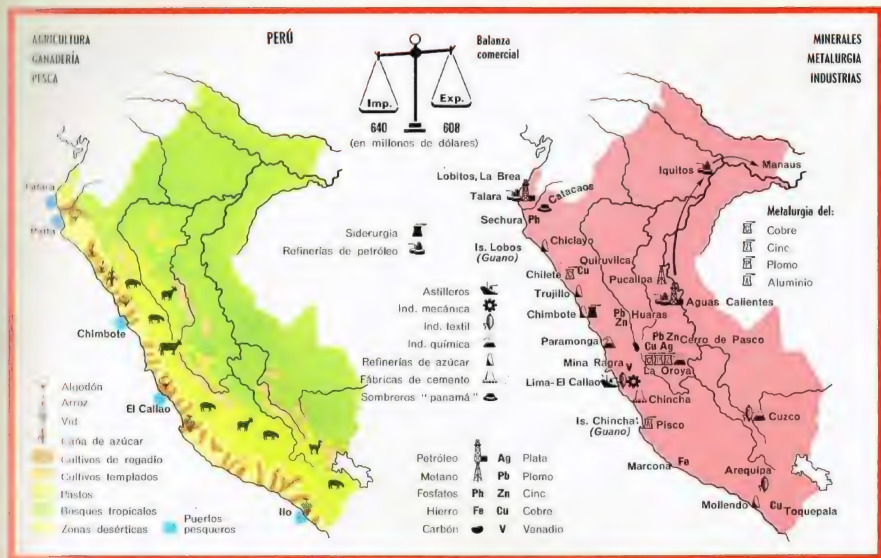 AGRICULTURA
GANADERÍA
PESCA
PERÚ
Balanza
comercial
Imp.
Exp.
640
608
(en millones de dólares)
MINERALES
METALURGIA
INDUSTRIAS
Talara
Paita
Chimbote
El Callao
Ilo
Algodón
Arroz
Vid
Caña de azúcar
Cultivos de rogadío
Cultivos templados
Pastos
Bosques tropicales
Zonas desérticas
Puertos
pesqueros
Siderurgia
Refinerías de petróleo
Astilleros
Ind. mecánica
Ind. textil
Ind. química
Refinerías de azúcar
Fábricas de cemento
Sombreros "panamá"
Petróleo
Ag Plata
Metano
Pb Plomo
Fosfatos Ph
Zn Cinc
Hierro Fe
Cu Cobre
Carbón
V Vanadio
Lobitos, La Brea
Talara
Catacaos
Sechura Ph
Iquitos
Manaus
Is. Lobos
(Guano)
Chiclayo
Quiruvilca
Chilete Cu
Pucallpa
Trujillo
Aguas Calientes
Chimbote
Pb
Zn
Huaras
Paramonga
Pb Zn
Cu Ag
Cerro de Pasco
Mina Ragra V
La Oroya
Lima-El Callao
Chincha
Cuzco
Is. Chincha
(Guano)
Pisco
Marcona Fe
Arequipa
Mollendo
Cu
Toquepala
Metalurgia del:
Cobre
Cinc
Plomo
Aluminio